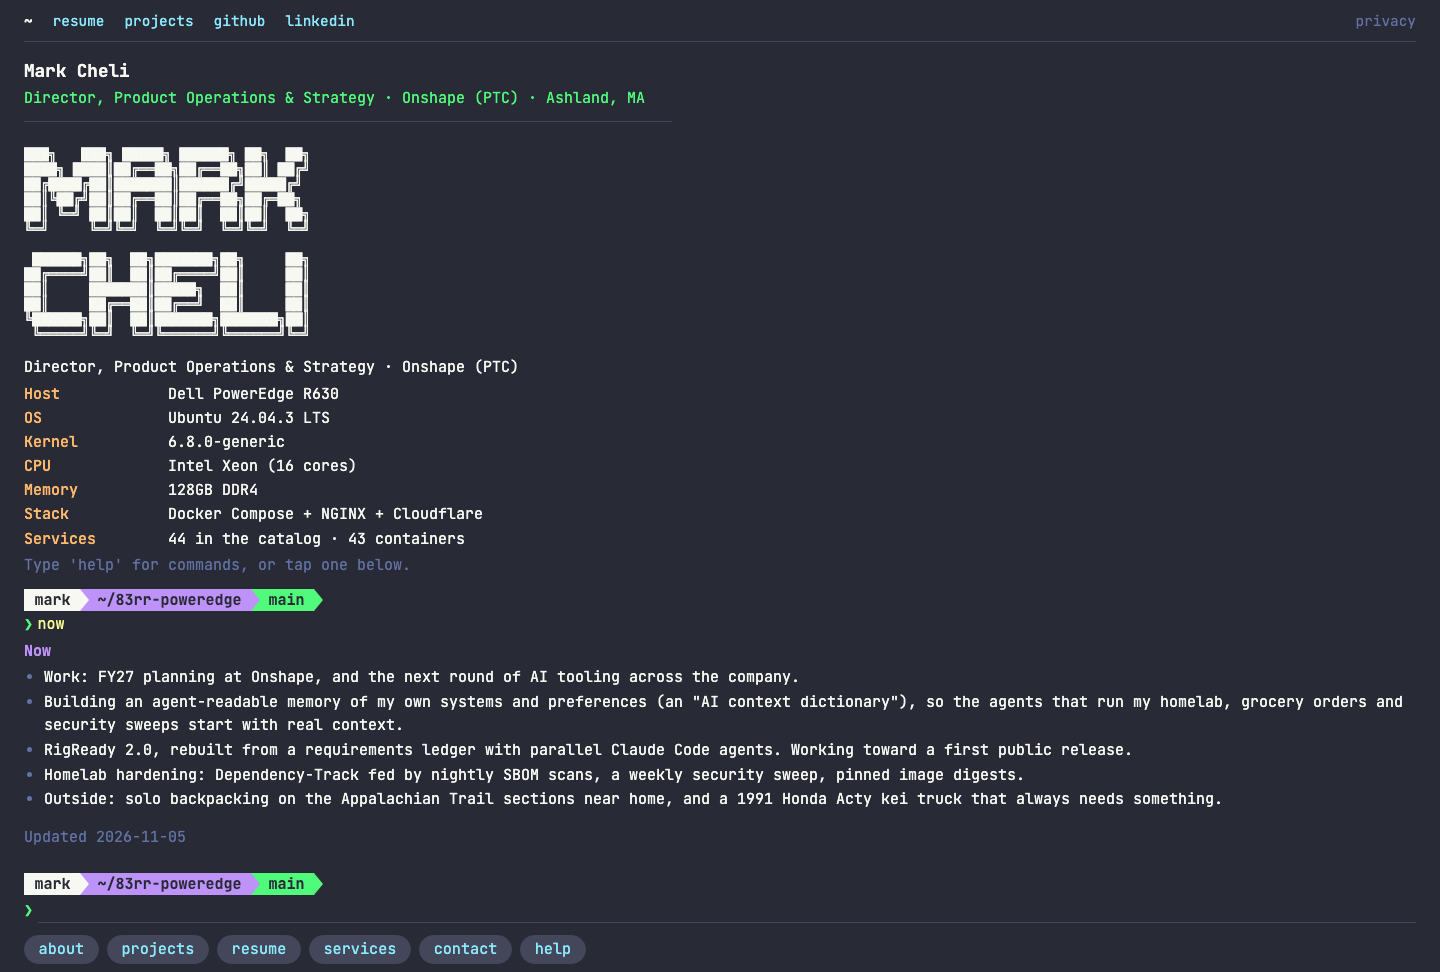 ~ resume projects github linkedin privacy
Mark Cheli
Director, Product Operations & Strategy · Onshape (PTC) · Ashland, MA
MARK
CHELI
Director, Product Operations & Strategy · Onshape (PTC)
Host Dell PowerEdge R630
OS Ubuntu 24.04.3 LTS
Kernel 6.8.0-generic
CPU Intel Xeon (16 cores)
Memory 128GB DDR4
Stack Docker Compose + NGINX + Cloudflare
Services 44 in the catalog · 43 containers
Type 'help' for commands, or tap one below.
mark ~/83rr-poweredge main
❯ now
Now
• Work: FY27 planning at Onshape, and the next round of AI tooling across the company.
• Building an agent-readable memory of my own systems and preferences (an "AI context dictionary"), so the agents that run my homelab, grocery orders and
security sweeps start with real context.
• RigReady 2.0, rebuilt from a requirements ledger with parallel Claude Code agents. Working toward a first public release.
• Homelab hardening: Dependency-Track fed by nightly SBOM scans, a weekly security sweep, pinned image digests.
• Outside: solo backpacking on the Appalachian Trail sections near home, and a 1991 Honda Acty kei truck that always needs something.
Updated 2026-11-05
mark ~/83rr-poweredge main
❯
about projects resume services contact help